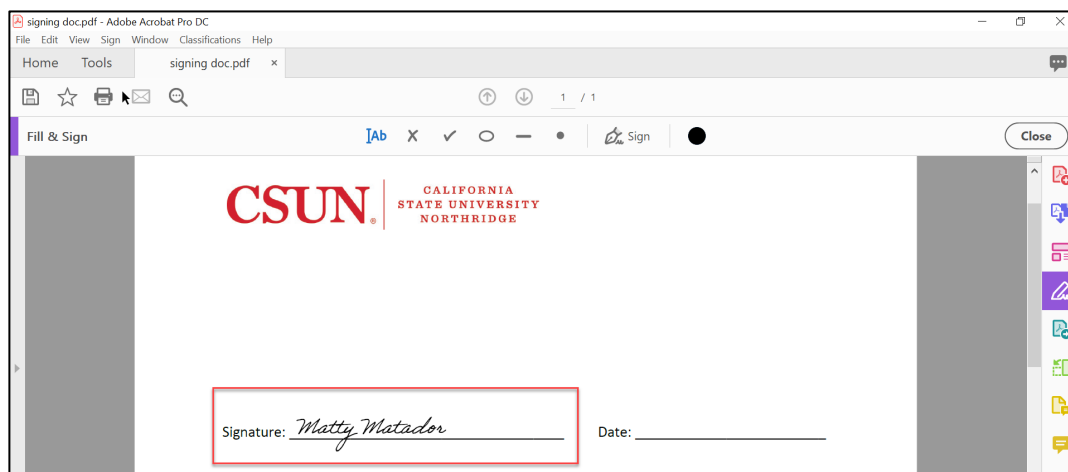 signing doc.pdf - Adobe Acrobat Pro DC
File Edit View Sign Window Classifications Help
Home Tools signing doc.pdf ×
1 / 1
Fill & Sign IAb Sign Close
CSUN®
CALIFORNIA
STATE UNIVERSITY
NORTHRIDGE
Signature: Matty Matador Date: